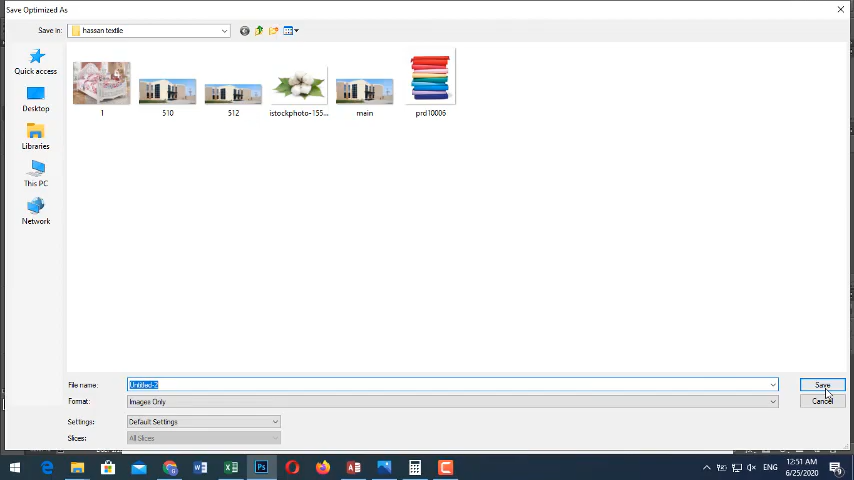 Save Optimized As
Save in: hassan textile
Quick access
Desktop
Libraries
This PC
Network
1
510
512
istockphoto-155...
main
prd10006
File name: Untitled-2
Save
Format: Images Only
Cancel
Settings: Default Settings
Slices: All Slices
ENG
12:51 AM
6/25/2020